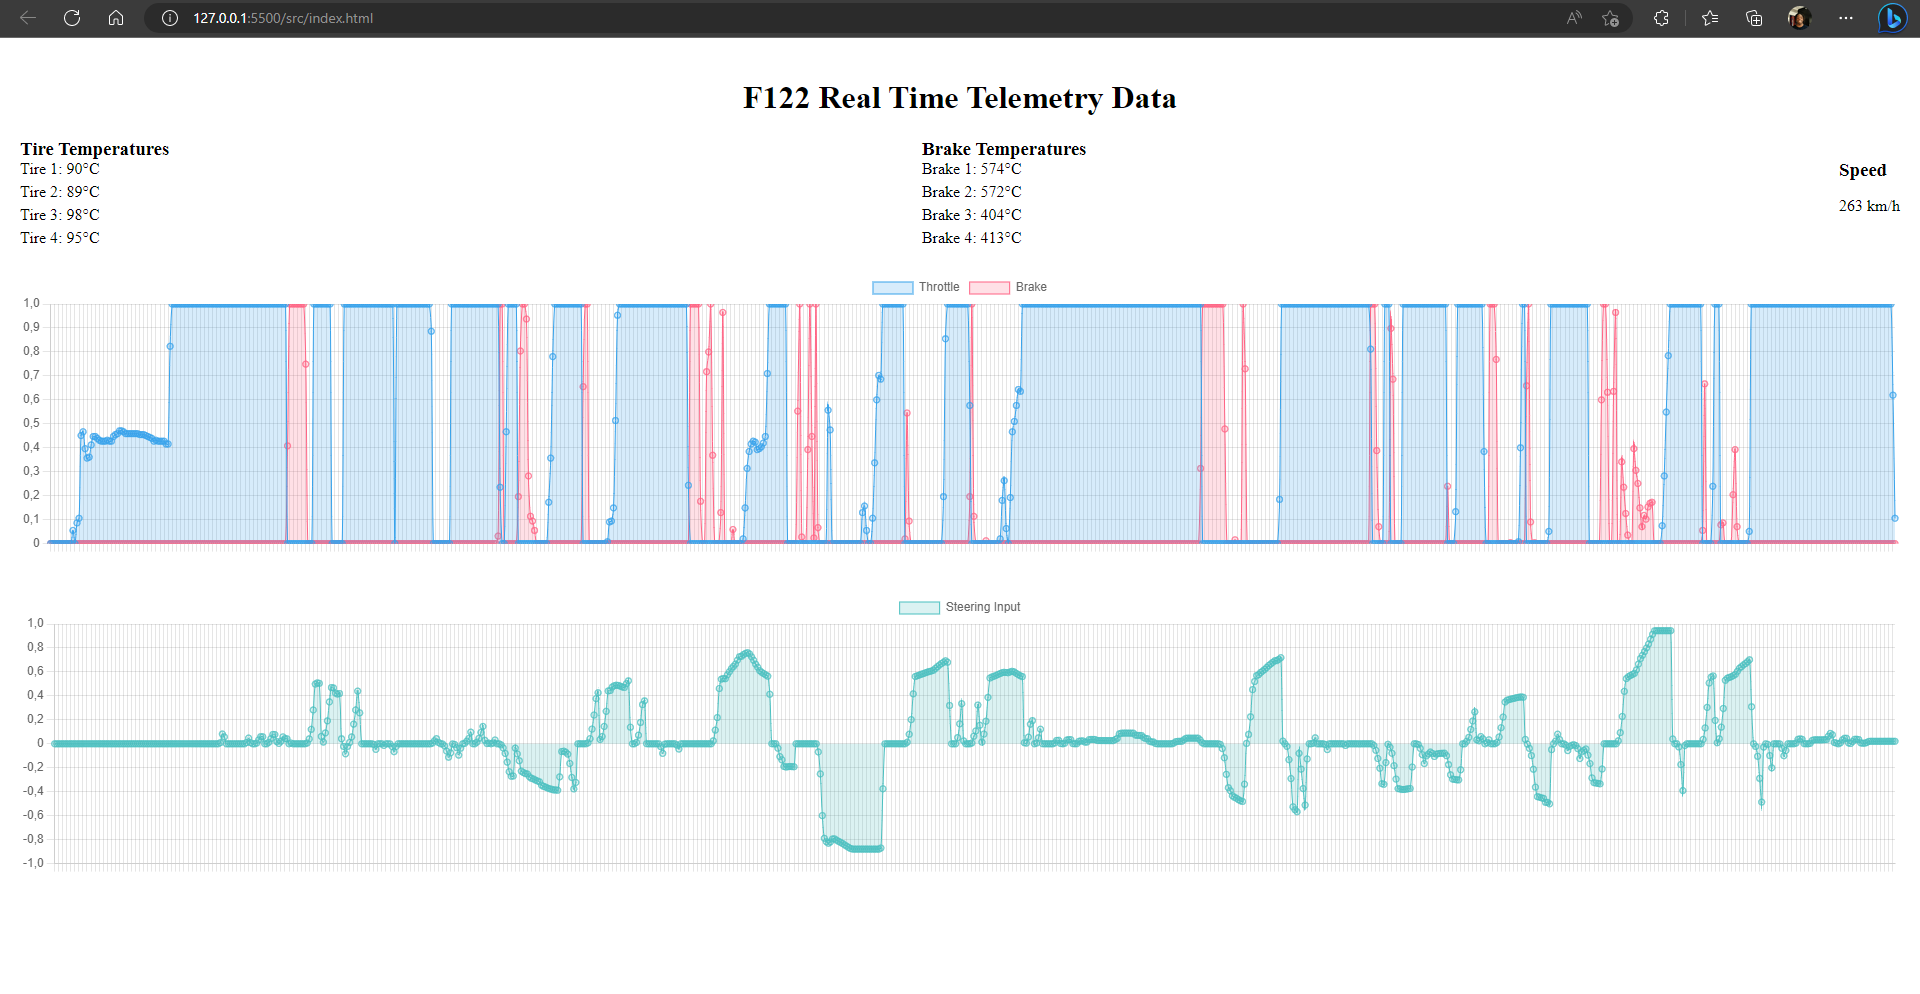 127.0.0.1:5500/src/index.html
F122 Real Time Telemetry Data
Tire Temperatures
Tire 1: 90°C
Tire 2: 89°C
Tire 3: 98°C
Tire 4: 95°C
Brake Temperatures
Brake 1: 574°C
Brake 2: 572°C
Brake 3: 404°C
Brake 4: 413°C
Speed
263 km/h
Throttle Brake
1,0
0,9
0,8
0,7
0,6
0,5
0,4
0,3
0,2
0,1
0
Steering Input
1,0
0,8
0,6
0,4
0,2
0
-0,2
-0,4
-0,6
-0,8
-1,0